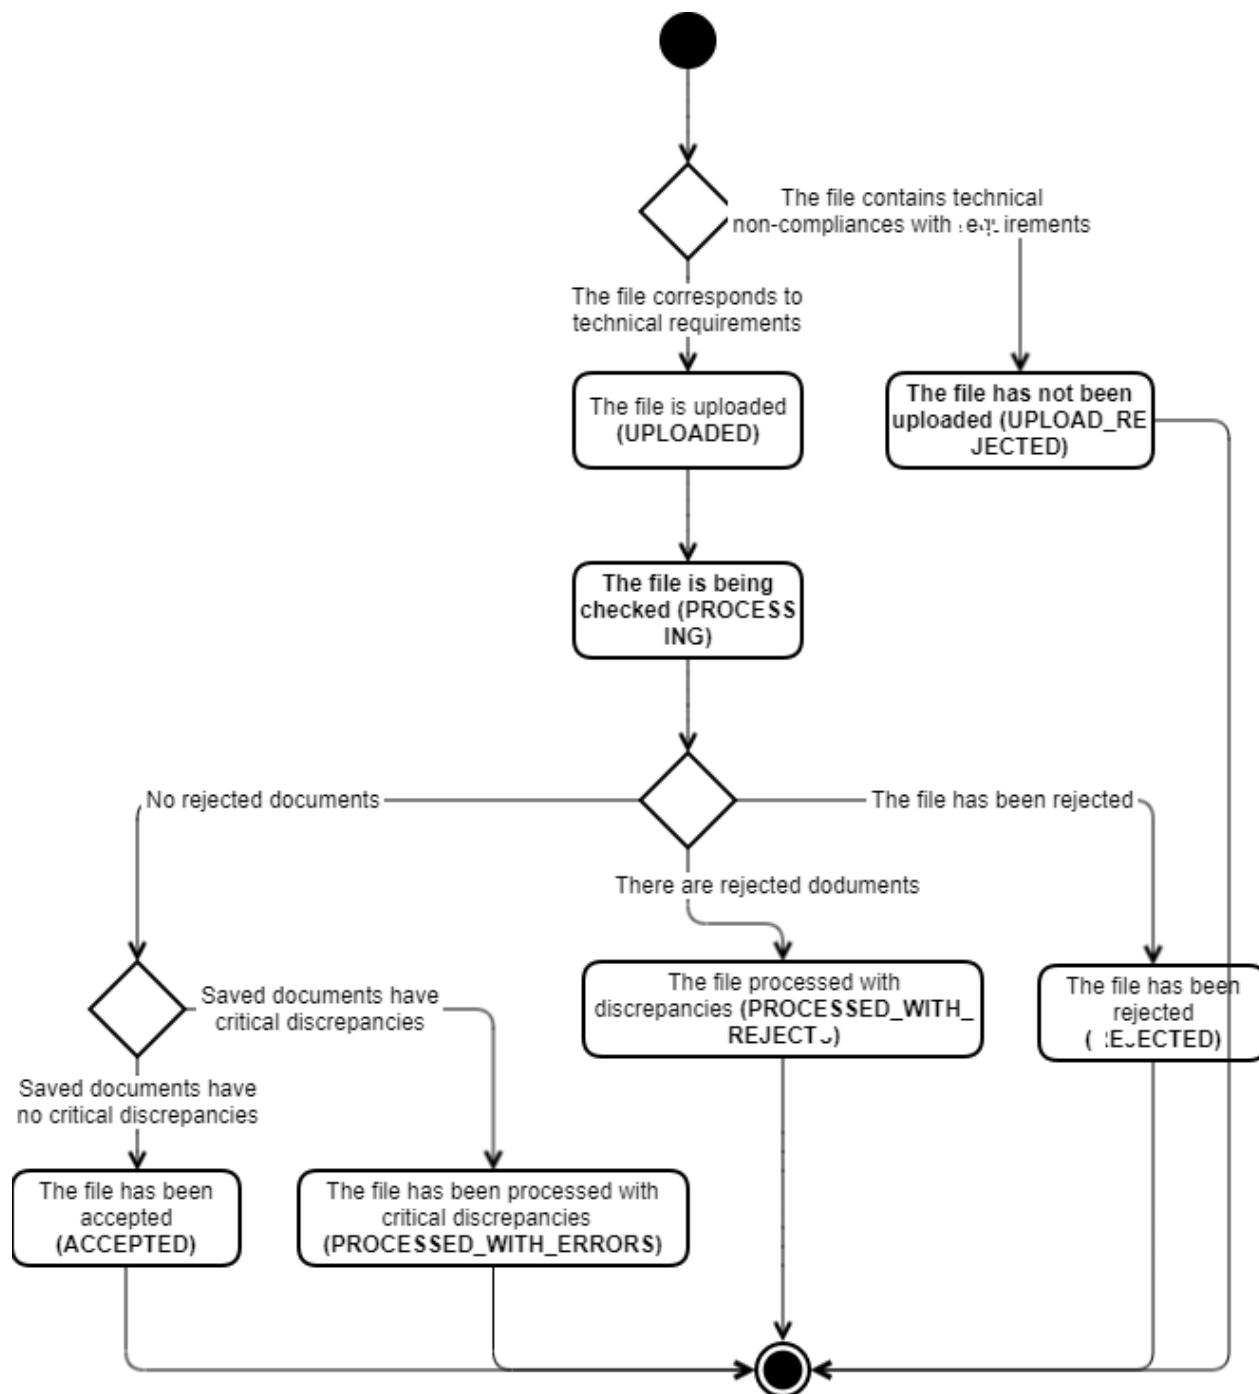 The file contains technical
non-compliances with requirements
The file corresponds to
technical requirements
The file is uploaded
(UPLOADED)
The file has not been
uploaded (UPLOAD_RE
JECTED)
The file is being
checked (PROCESS
ING)
No rejected documents
The file has been rejected
There are rejected doduments
Saved documents have
critical discrepancies
The file processed with
discrepancies (PROCESSED_WITH_
REJECTS)
The file has been
rejected
(REJECTED)
Saved documents have
no critical discrepancies
The file has been
accepted
(ACCEPTED)
The file has been processed with
critical discrepancies
(PROCESSED_WITH_ERRORS)